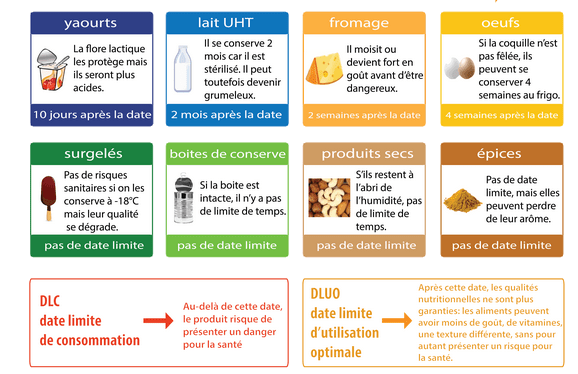 yaourts
La flore lactique
les protège mais
ils seront plus
acides.
10 jours après la date
lait UHT
Il se conserve 2
mois car il est
stérilisé. Il peut
toutefois devenir
grumeleux.
2 mois après la date
fromage
Il moisit ou
devient fort en
goût avant d'être
dangereux.
2 semaines après la date
oeufs
Si la coquille n'est
pas fêlée, ils
peuvent se
conserver 4
semaines au frigo.
4 semaines après la date
surgelés
Pas de risques
sanitaires si on les
conserve à -18°C
mais leur qualité
se dégrade.
pas de date limite
boites de conserve
Si la boite est
intacte, il n'y a pas
de limite de temps.
pas de date limite
produits secs
S'ils restent à
l'abri de
l'humidité, pas
de limite de
temps.
pas de date limite
épices
Pas de date
limite, mais elles
peuvent perdre
de leur arôme.
pas de date limite
DLC
date limite
de consommation
Au-delà de cette date,
le produit risque de
présenter un danger
pour la santé
DLUO
date limite
d'utilisation
optimale
Après cette date, les qualités
nutritionnelles ne sont plus
garanties: les aliments peuvent
avoir moins de goût, de vitamines,
une texture différente, sans pour
autant présenter un risque pour
la santé.